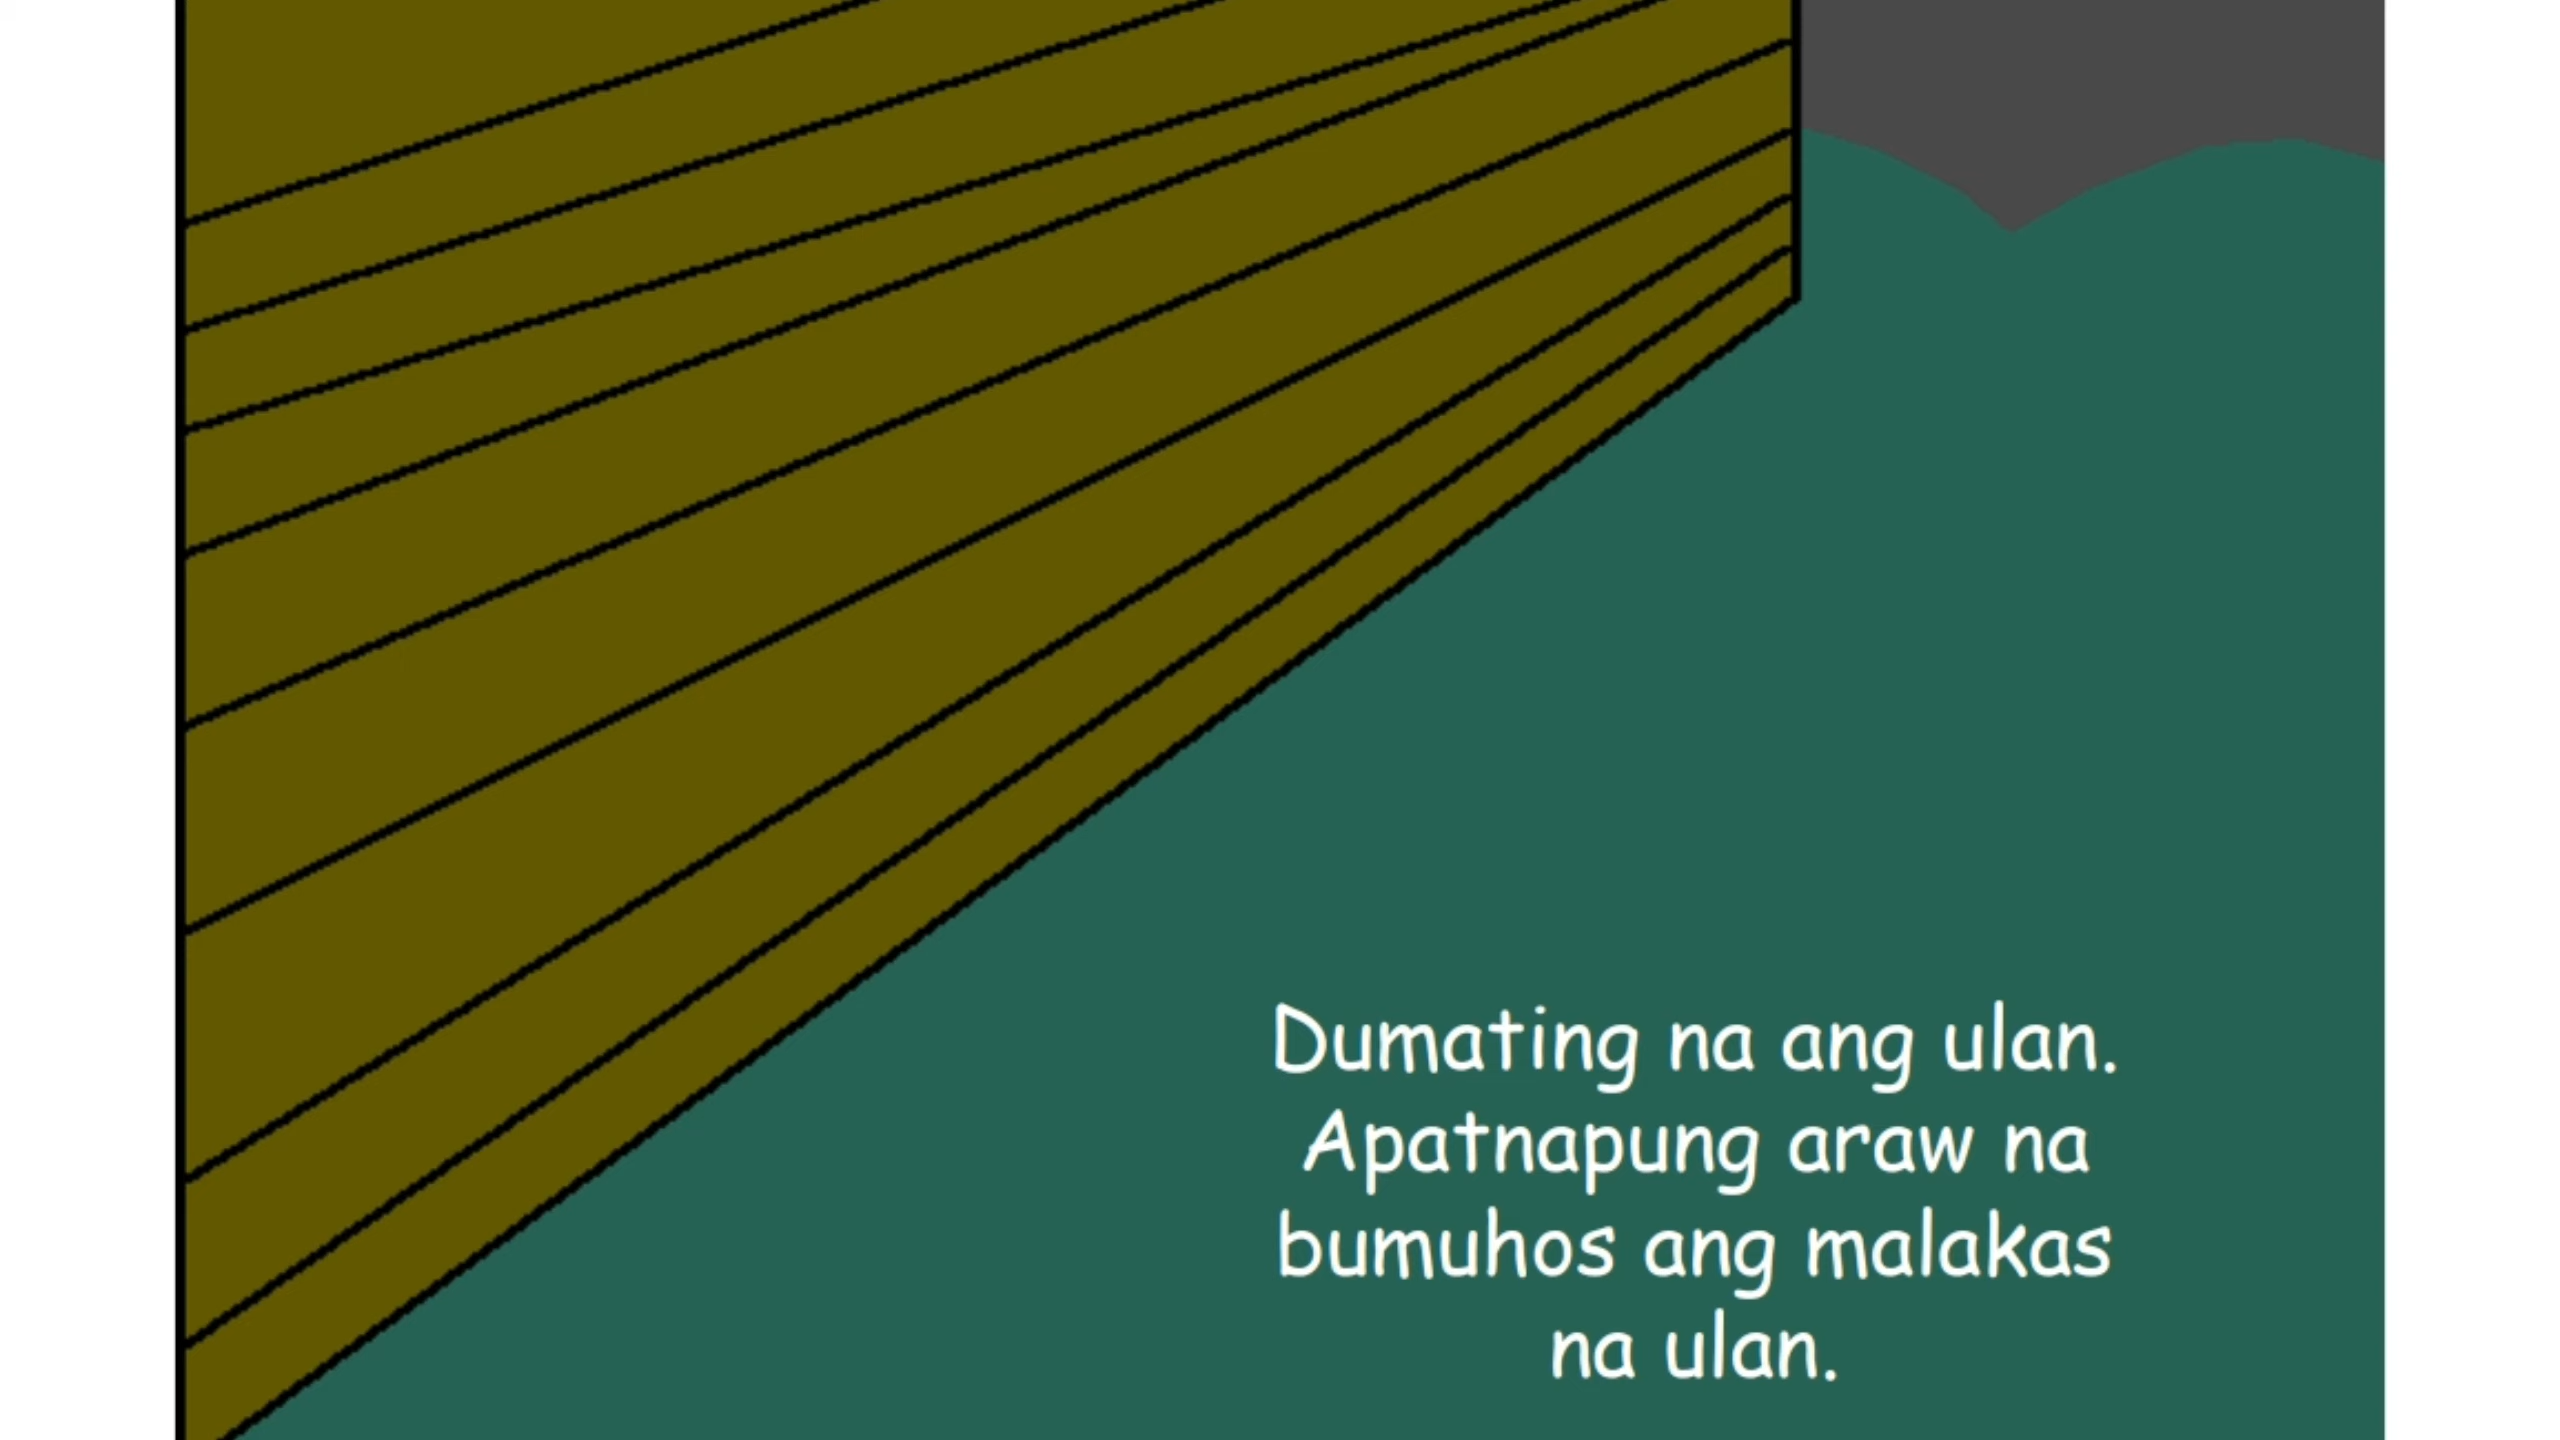 Dumating na ang ulan.
Apatnapung araw na
bumuhos ang malakas
na ulan.